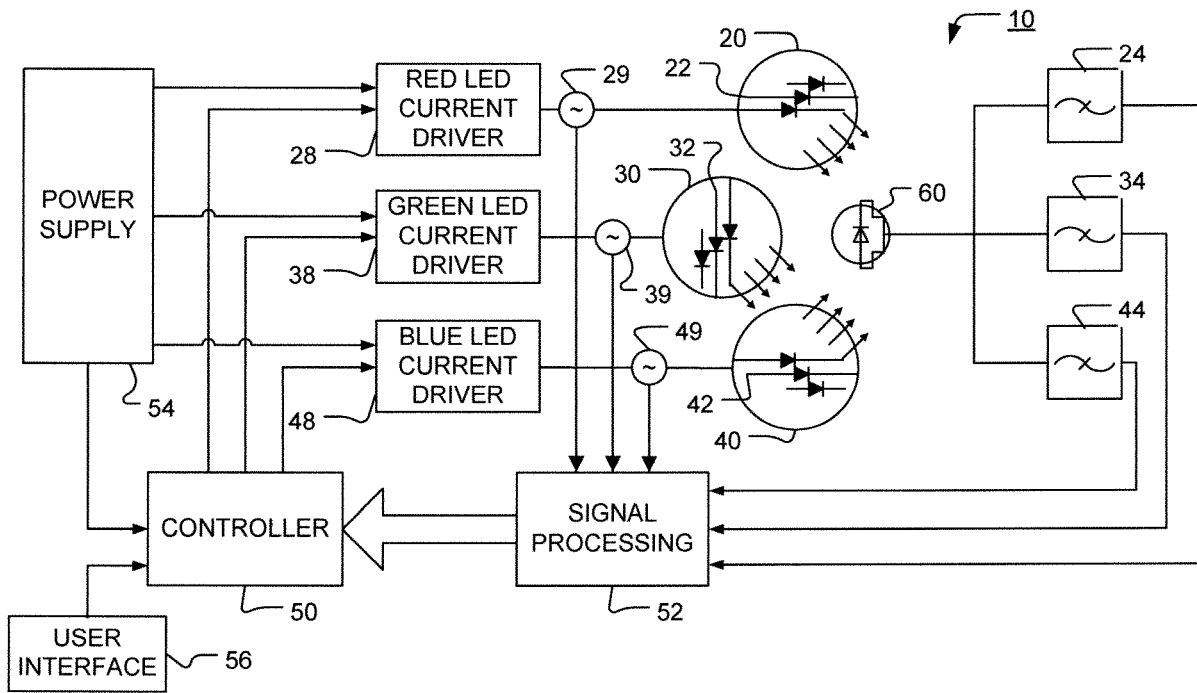 10
20
24
22
29
RED LED
CURRENT
DRIVER
28
POWER
SUPPLY
32
30
60
34
GREEN LED
CURRENT
DRIVER
38
39
44
49
BLUE LED
CURRENT
DRIVER
42
54
48
40
CONTROLLER
SIGNAL
PROCESSING
50
52
USER
INTERFACE
56
~
~
~